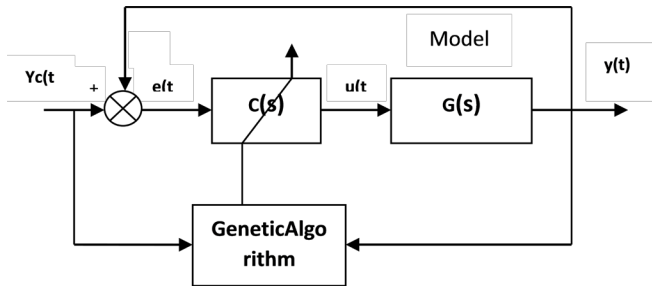 Model
Yc(t
+
e(t
C(s)
u(t
G(s)
y(t)
GeneticAlgo
rithm